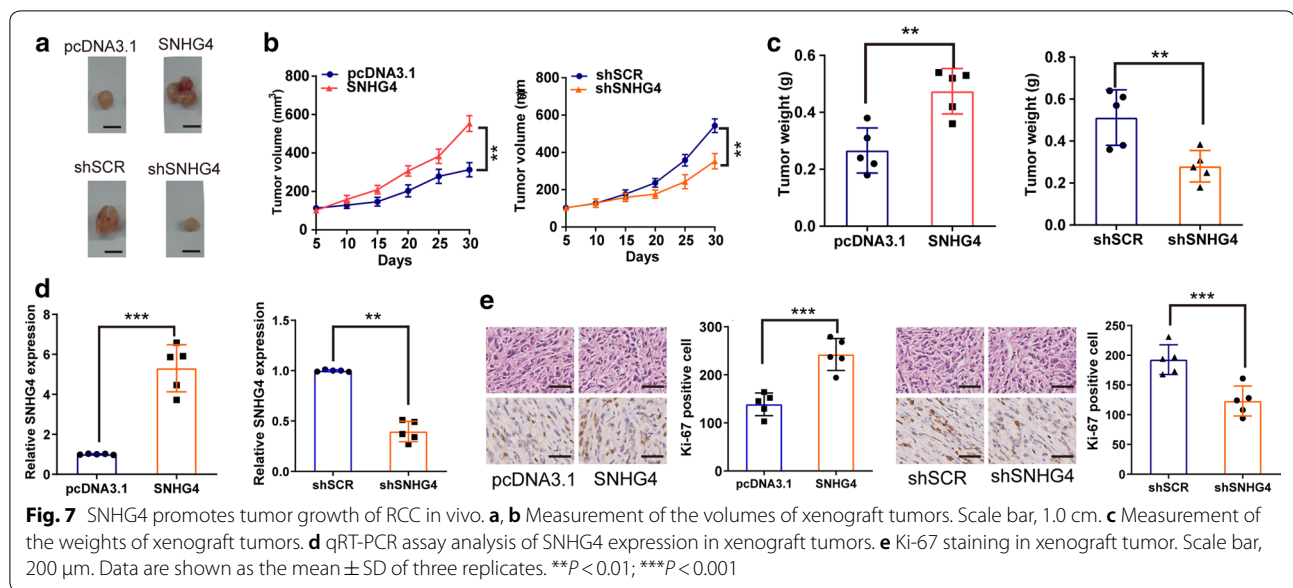 a
pcDNA3.1 SNHG4
shSCR shSNHG4
b
Tumor volume (mm³)
800
600
400
200
0
5 10 15 20 25 30
Days
pcDNA3.1
SNHG4
**
800
600
400
200
0
5 10 15 20 25 30
Days
shSCR
shSNHG4
**
c
Tumor weight (g)
0.6
0.4
0.2
0.0
**
pcDNA3.1 SNHG4
Tumor weight (g)
0.8
0.6
0.4
0.2
0.0
**
shSCR shSNHG4
d
Relative SNHG4 expression
8
6
4
2
0
***
pcDNA3.1 SNHG4
Relative SNHG4 expression
1.5
1.0
0.5
0.0
**
shSCR shSNHG4
e
pcDNA3.1 SNHG4
Ki-67 positive cell
300
200
100
0
***
pcDNA3.1 SNHG4
shSCR shSNHG4
Ki-67 positive cell
250
200
150
100
50
0
***
shSCR shSNHG4
Fig. 7 SNHG4 promotes tumor growth of RCC in vivo. a, b Measurement of the volumes of xenograft tumors. Scale bar, 1.0 cm. c Measurement of
the weights of xenograft tumors. d qRT-PCR assay analysis of SNHG4 expression in xenograft tumors. e Ki-67 staining in xenograft tumor. Scale bar,
200 μm. Data are shown as the mean ± SD of three replicates. **P < 0.01; ***P < 0.001